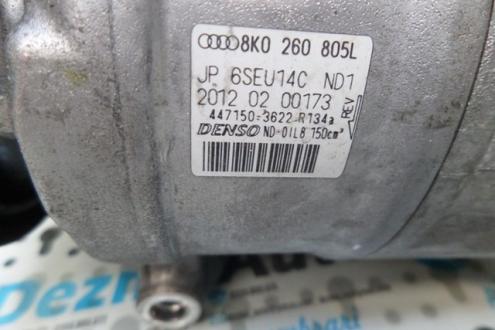 8K0 260 805L
JP 6SEU14C ND1
2012 02 00173
REV
447150-3622 R134a
DENSO ND-OIL8 150cm³